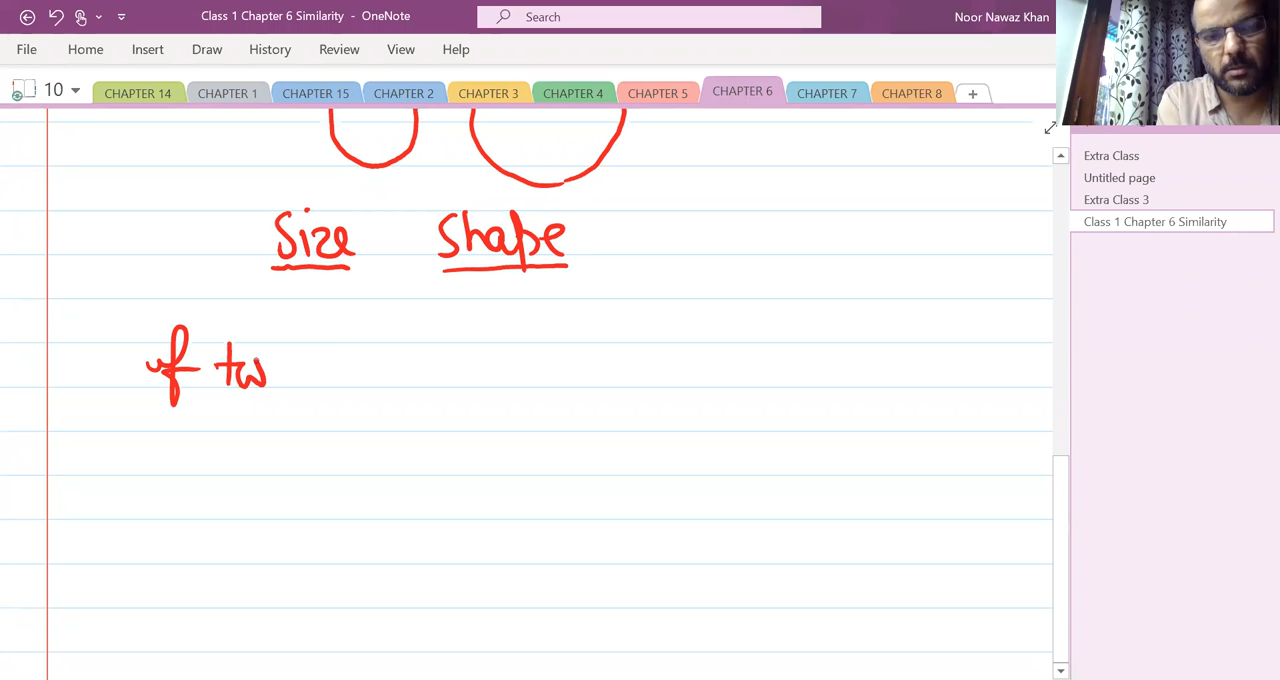 Class 1 Chapter 6 Similarity - OneNote
Search
Noor Nawaz Khan
File Home Insert Draw History Review View Help
10 CHAPTER 14 CHAPTER 1 CHAPTER 15 CHAPTER 2 CHAPTER 3 CHAPTER 4 CHAPTER 5 CHAPTER 6 CHAPTER 7 CHAPTER 8 +
Extra Class
Untitled page
Extra Class 3
Class 1 Chapter 6 Similarity
Size Shape
if tw